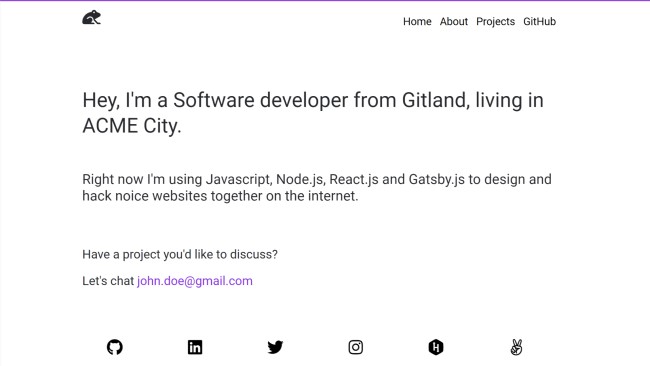 Home About Projects GitHub
Hey, I'm a Software developer from Gitland, living in
ACME City.
Right now I'm using Javascript, Node.js, React.js and Gatsby.js to design and
hack noice websites together on the internet.
Have a project you'd like to discuss?
Let's chat john.doe@gmail.com